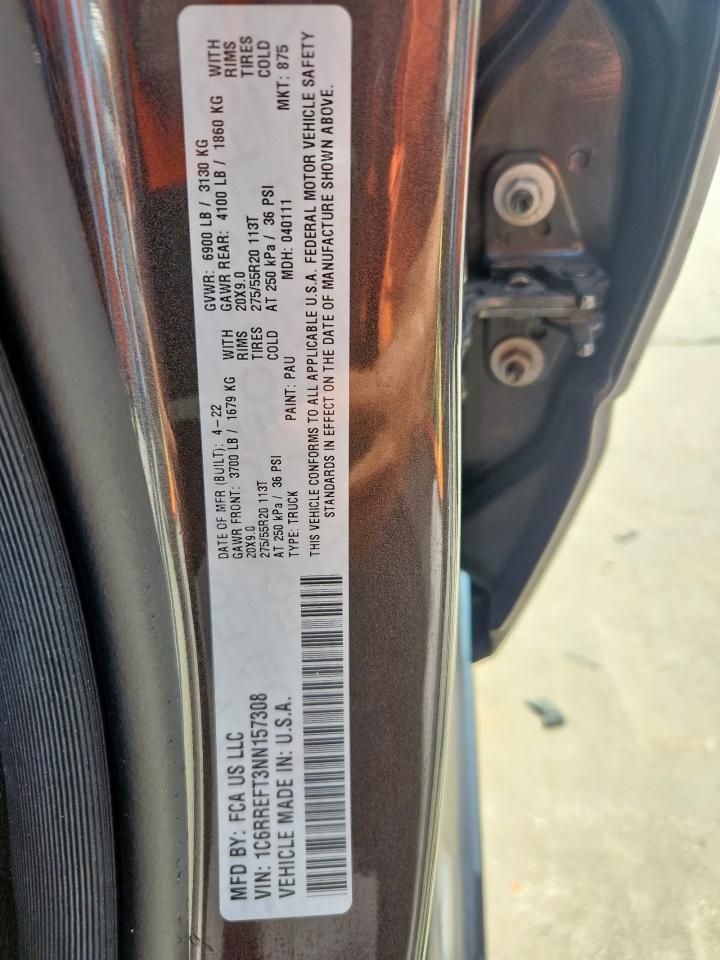 MFD BY: FCA US LLC
VIN: 1C6RREFT3NN157308
VEHICLE MADE IN: U.S.A.
DATE OF MFR (BUILT): 4-22
GAWR FRONT: 3700 LB / 1679 KG WITH
20X9.0 RIMS
275/55R20 113T TIRES
AT 250 kPa / 36 PSI COLD
TYPE: TRUCK PAINT: PAU
GVWR: 6900 LB / 3130 KG
GAWR REAR: 4100 LB / 1860 KG WITH
20X9.0 RIMS
275/55R20 113T TIRES
AT 250 kPa / 36 PSI COLD
MDH: 040111 MKT: 875
THIS VEHICLE CONFORMS TO ALL APPLICABLE U.S.A. FEDERAL MOTOR VEHICLE SAFETY
STANDARDS IN EFFECT ON THE DATE OF MANUFACTURE SHOWN ABOVE.